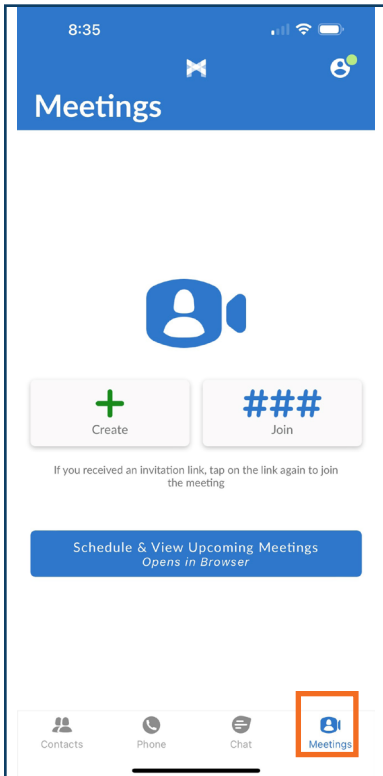 8:35
Meetings
###
Create
Join
If you received an invitation link, tap on the link again to join
the meeting
Schedule & View Upcoming Meetings
Opens in Browser
Contacts
Phone
Chat
Meetings